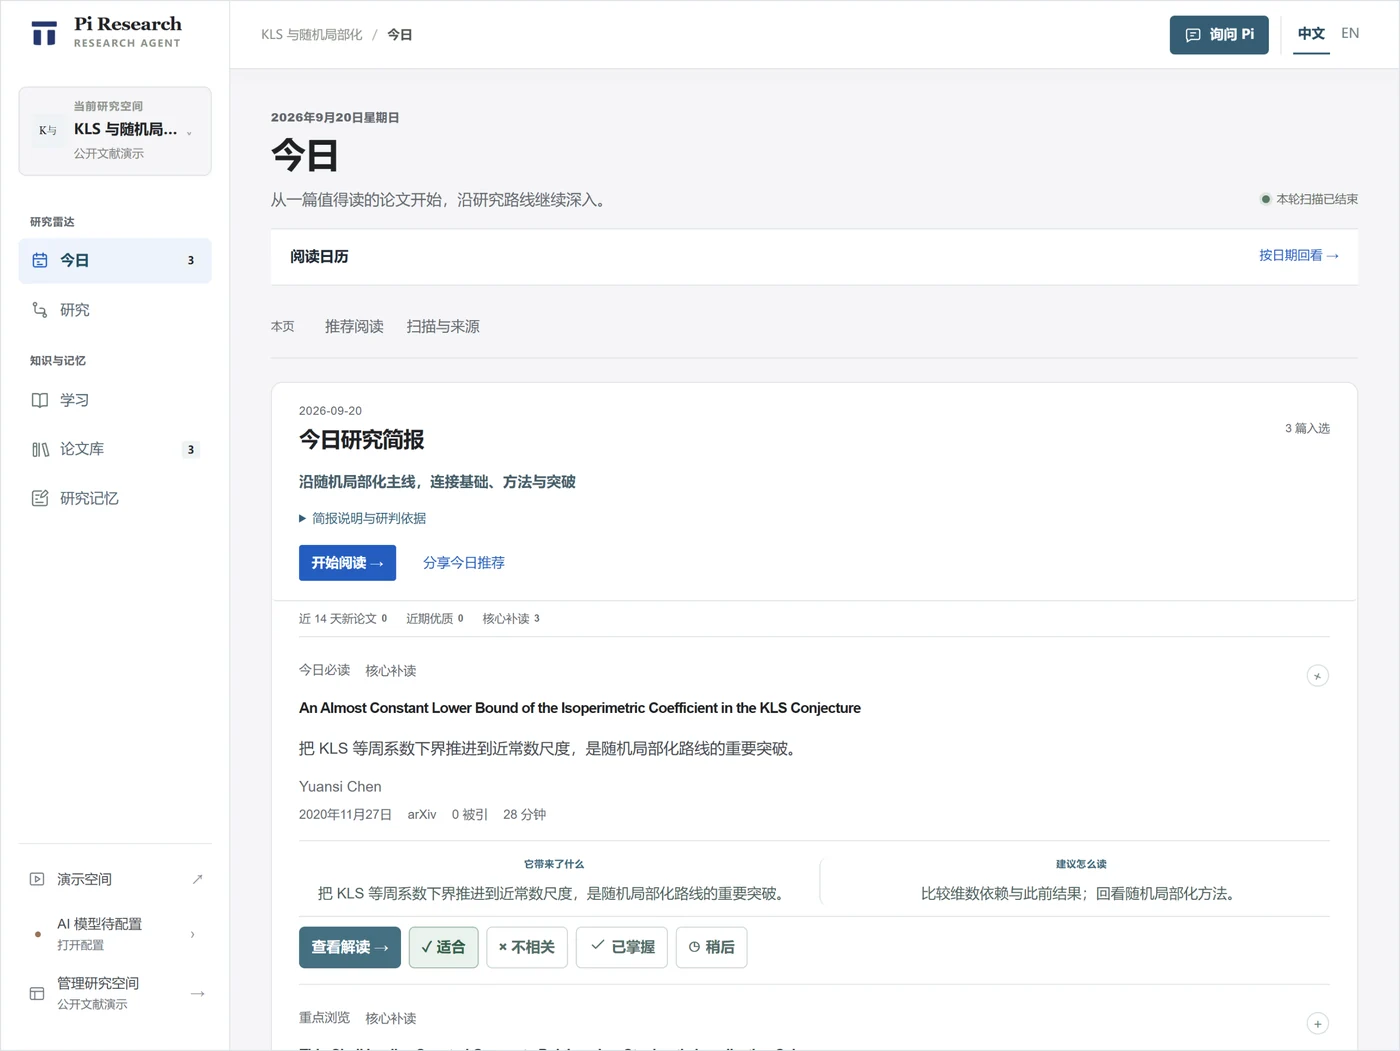 Pi Research
RESEARCH AGENT
KLS 与随机局部化 / 今日
询问 Pi
中文
EN
当前研究空间
K与
KLS 与随机局...
公开文献演示
研究雷达
今日 3
研究
知识与记忆
学习
论文库 3
研究记忆
演示空间
AI 模型待配置
打开配置
管理研究空间
公开文献演示
2026年9月20日星期日
今日
从一篇值得读的论文开始，沿研究路线继续深入。
本轮扫描已结束
阅读日历
按日期回看 →
本页 推荐阅读 扫描与来源
2026-09-20
今日研究简报
3 篇入选
沿随机局部化主线，连接基础、方法与突破
简报说明与研判依据
开始阅读 →
分享今日推荐
近 14 天新论文 0 近期优质 0 核心补读 3
今日必读 核心补读
An Almost Constant Lower Bound of the Isoperimetric Coefficient in the KLS Conjecture
把 KLS 等周系数下界推进到近常数尺度，是随机局部化路线的重要突破。
Yuansi Chen
2020年11月27日 arXiv 0 被引 28 分钟
它带来了什么
把 KLS 等周系数下界推进到近常数尺度，是随机局部化路线的重要突破。
建议怎么读
比较维数依赖与此前结果；回看随机局部化方法。
查看解读 →
✓ 适合
× 不相关
已掌握
稍后
重点浏览 核心补读